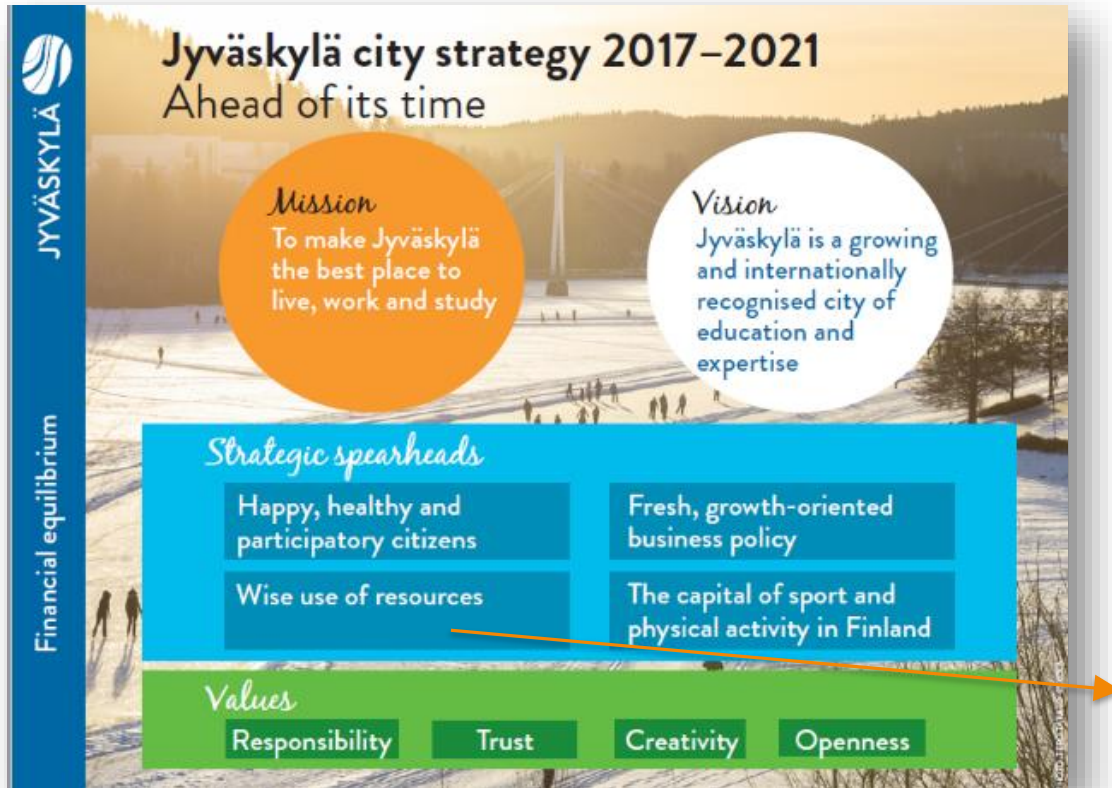 Jyväskylä city strategy 2017–2021
Ahead of its time
JYVÄSKYLÄ
Financial equilibrium
Mission
To make Jyväskylä
the best place to
live, work and study
Vision
Jyväskylä is a growing
and internationally
recognised city of
education and
expertise
Strategic spearheads
Happy, healthy and
participatory citizens
Fresh, growth-oriented
business policy
Wise use of resources
The capital of sport and
physical activity in Finland
Values
Responsibility
Trust
Creativity
Openness